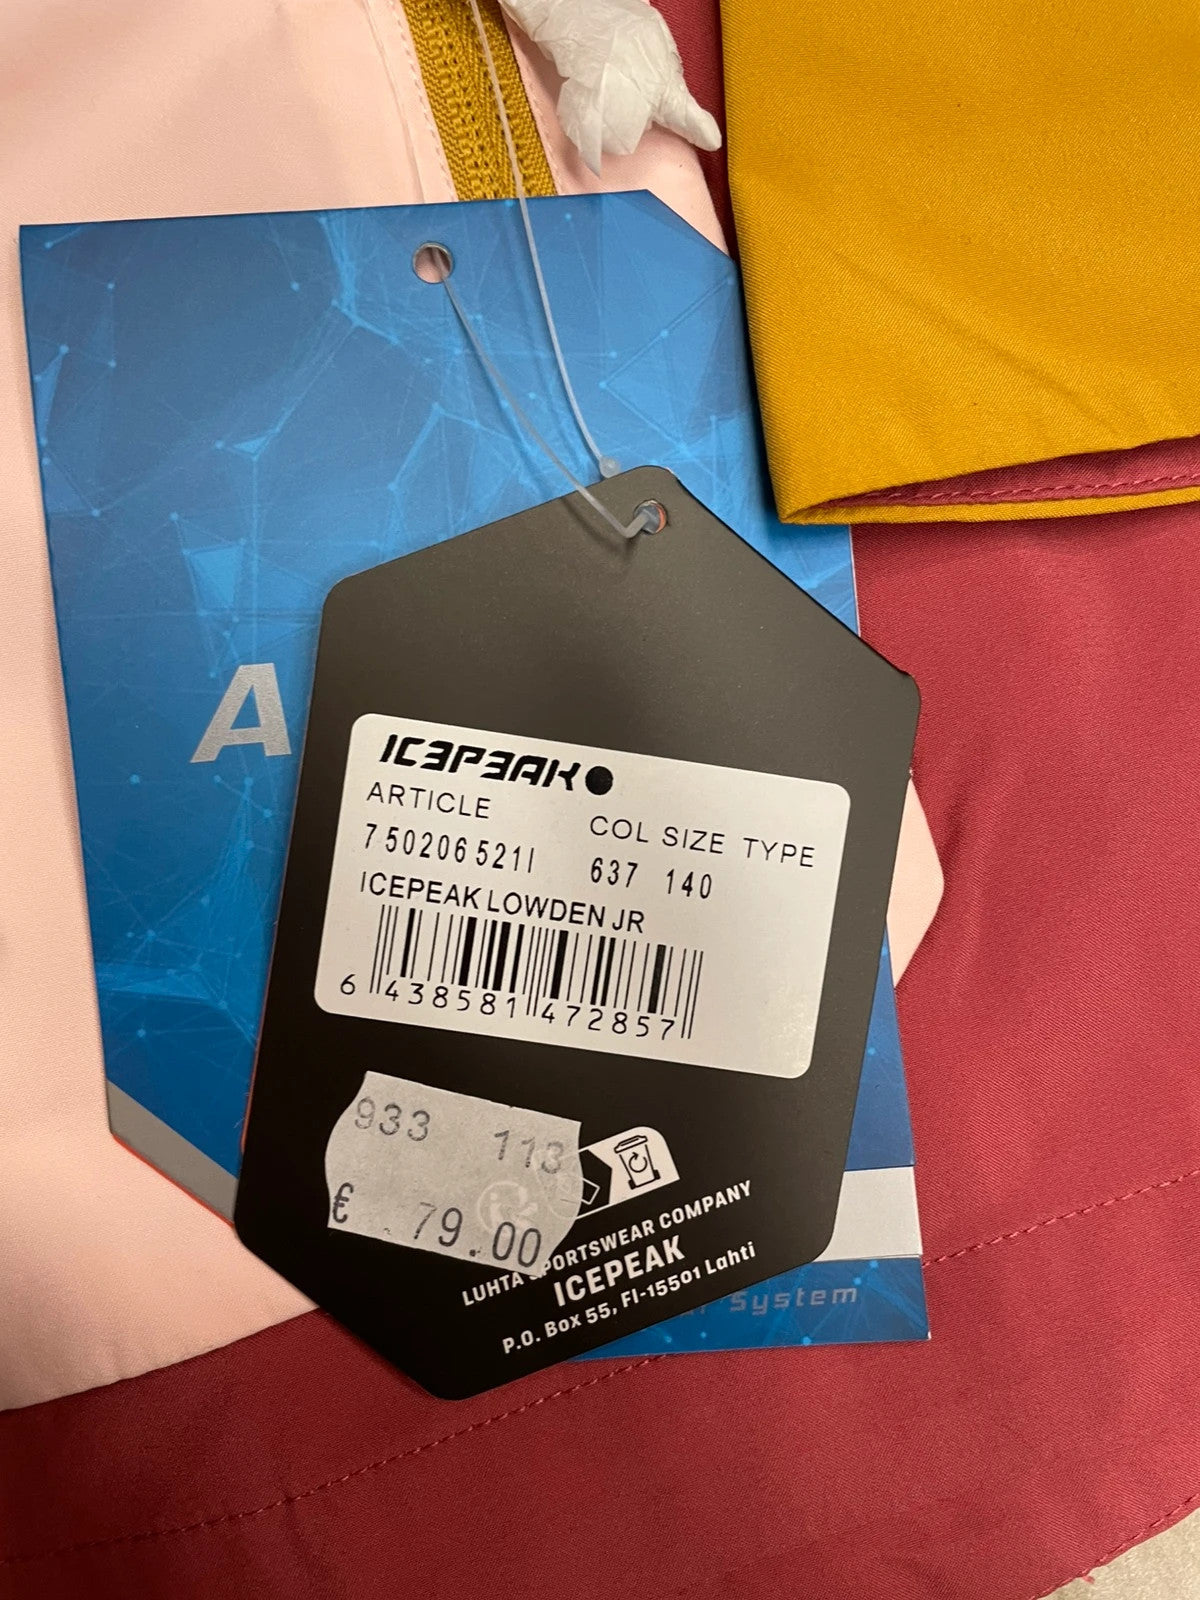 A
ICEPEAK
ARTICLE COL SIZE TYPE
750206521I 637 140
ICEPEAK LOWDEN JR
6 438581 472857
933 113
€ 79.00
LUHTA SPORTSWEAR COMPANY
ICEPEAK
P.O. Box 55, FI-15501 Lahti
System